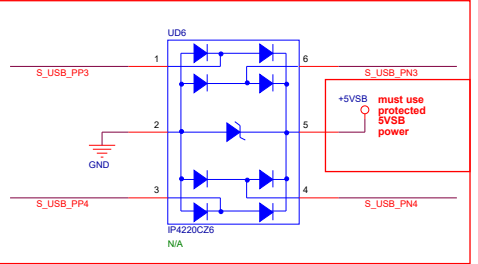 UD6
1
6
S_USB_PP3
S_USB_PN3
+5VSB
must use
protected
5VSB
power
2
5
GND
3
4
S_USB_PP4
S_USB_PN4
IP4220CZ6
N/A